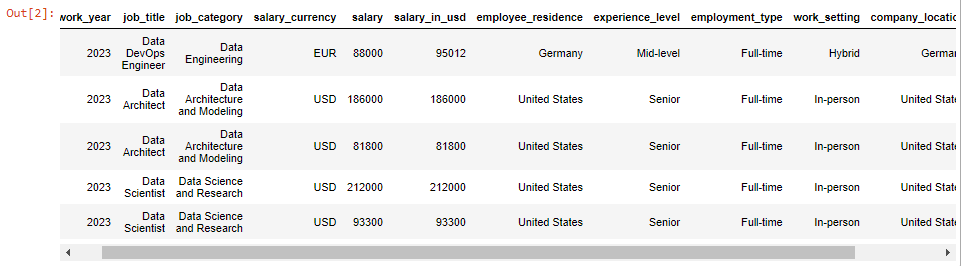 Out[2]:
work_year job_title job_category salary_currency salary salary_in_usd employee_residence experience_level employment_type work_setting company_locatio
2023 Data DevOps Engineer Data Engineering EUR 88000 95012 Germany Mid-level Full-time Hybrid German
2023 Data Architect Data Architecture and Modeling USD 186000 186000 United States Senior Full-time In-person United State
2023 Data Architect Data Architecture and Modeling USD 81800 81800 United States Senior Full-time In-person United State
2023 Data Scientist Data Science and Research USD 212000 212000 United States Senior Full-time In-person United State
2023 Data Scientist Data Science and Research USD 93300 93300 United States Senior Full-time In-person United State